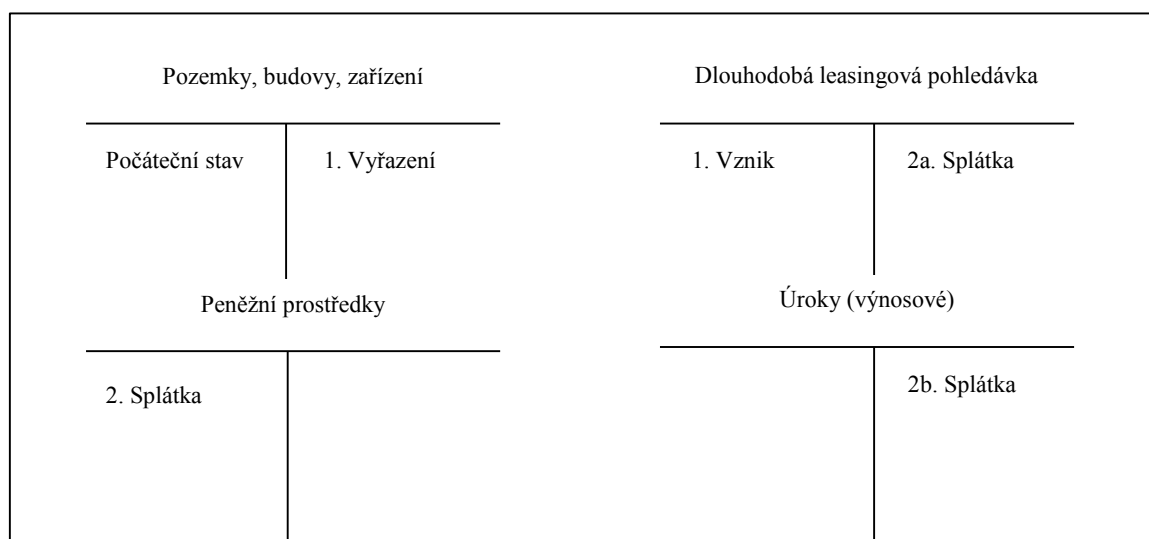 Pozemky, budovy, zařízení
Dlouhodobá leasingová pohledávka
Počáteční stav
1. Vyřazení
1. Vznik
2a. Splátka
Peněžní prostředky
Úroky (výnosové)
2. Splátka
2b. Splátka